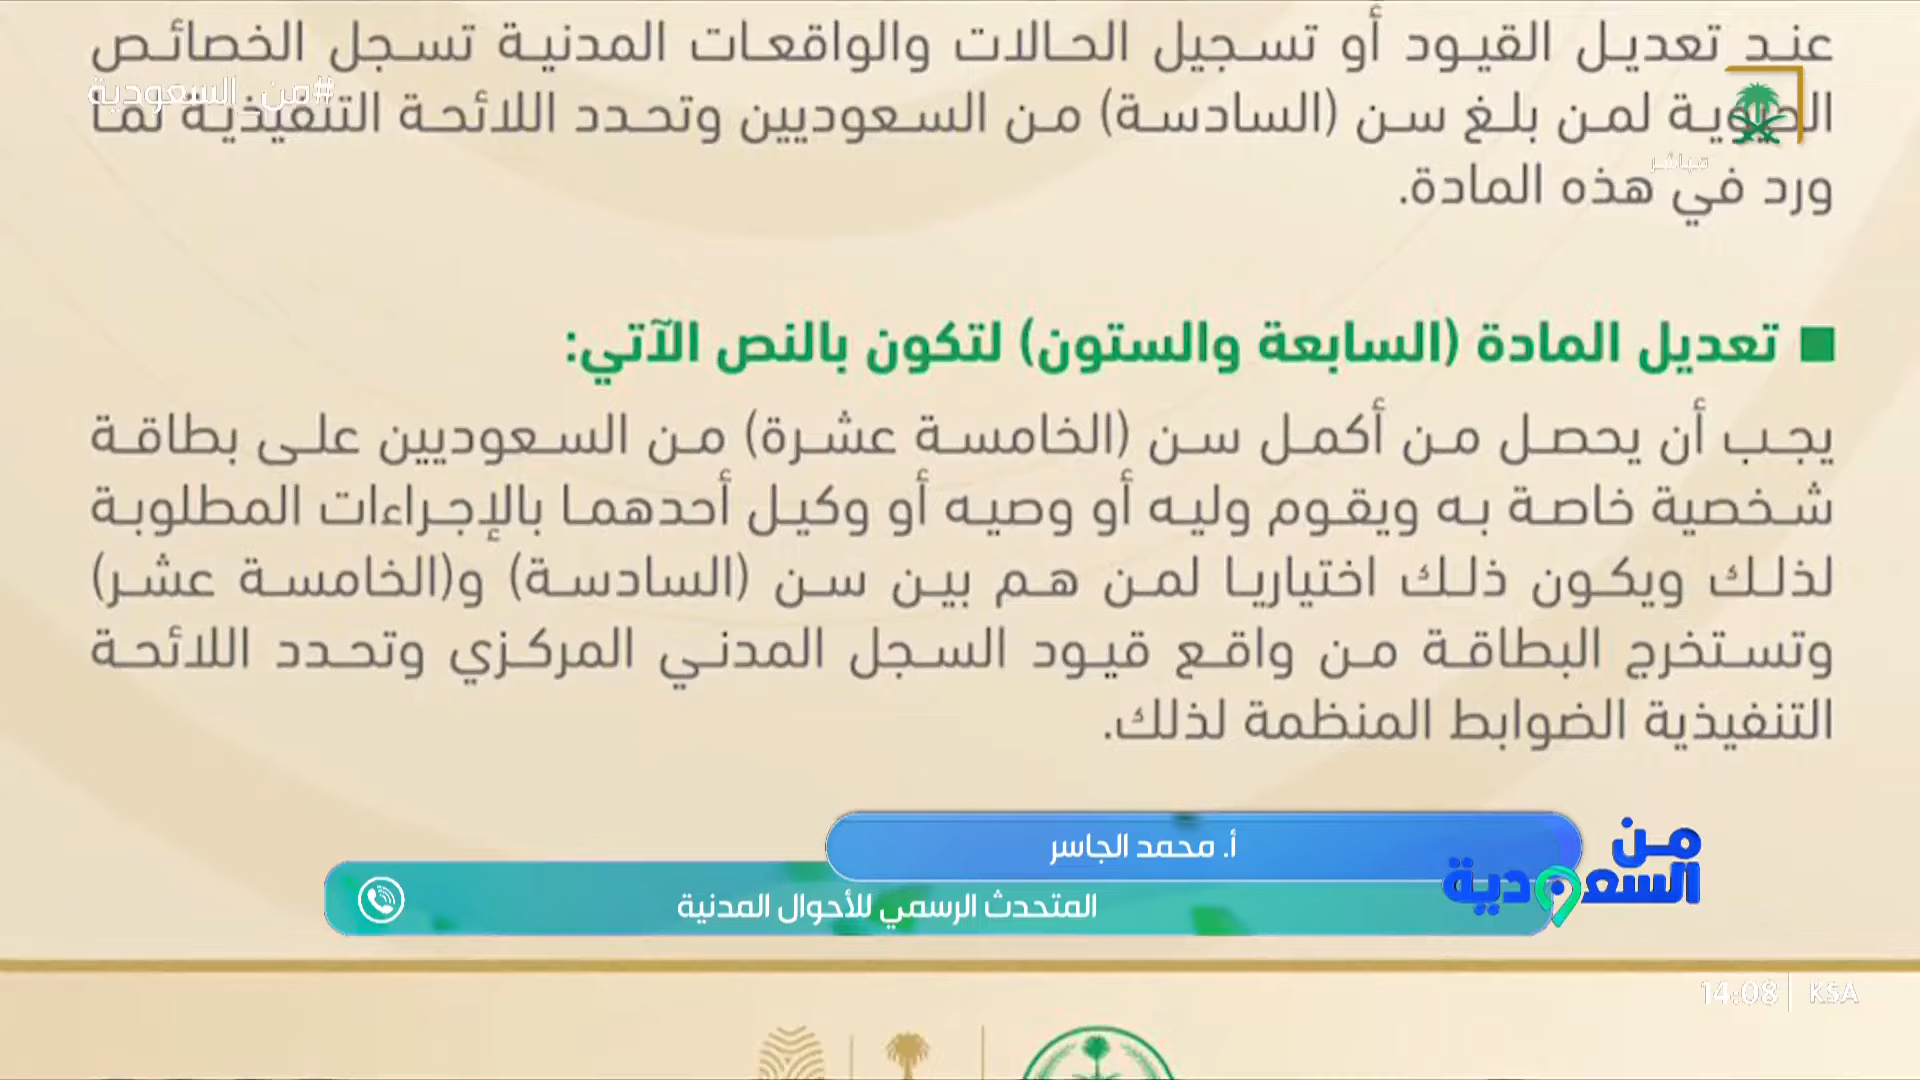 عند تعديل القيود أو تسجيل الحالات والواقعات المدنية تسجل الخصائص
#من_السعودية
الحيوية لمن بلغ سن (السادسة) من السعوديين وتحدد اللائحة التنفيذية لما
مباشر
ورد في هذه المادة.
تعديل المادة (السابعة والستون) لتكون بالنص الآتي:
يجب أن يحصل من أكمل سن (الخامسة عشرة) من السعوديين على بطاقة
شخصية خاصة به ويقوم وليه أو وصيه أو وكيل أحدهما بالإجراءات المطلوبة
لذلك ويكون ذلك اختياريا لمن هم بين سن (السادسة) و(الخامسة عشر)
وتستخرج البطاقة من واقع قيود السجل المدني المركزي وتحدد اللائحة
التنفيذية الضوابط المنظمة لذلك.
من السعودية
أ. محمد الجاسر
المتحدث الرسمي للأحوال المدنية
14:08 KSA